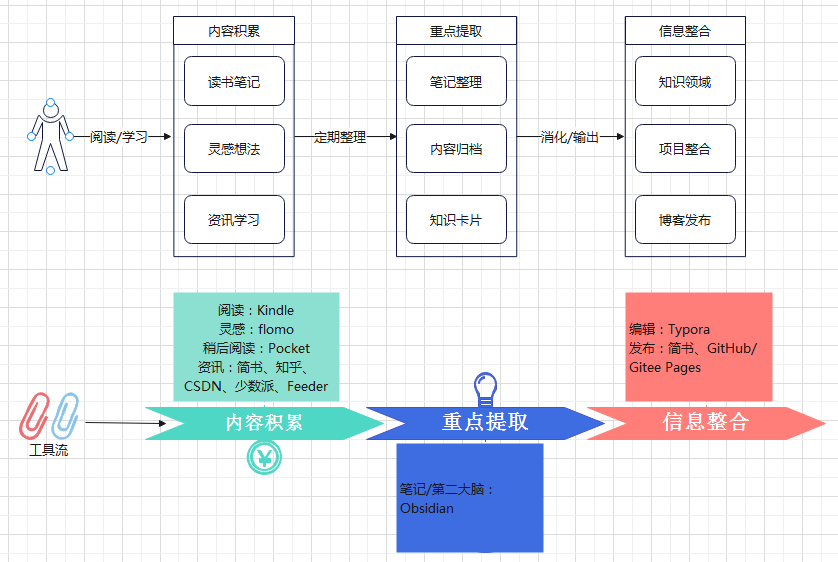 内容积累
重点提取
信息整合
读书笔记
笔记整理
知识领域
阅读/学习
灵感想法
定期整理
内容归档
消化/输出
项目整合
资讯学习
知识卡片
博客发布
阅读：Kindle
灵感：flomo
稍后阅读：Pocket
资讯：简书、知乎、
CSDN、少数派、Feeder
编辑：Typora
发布：简书、GitHub/
Gitee Pages
内容积累
重点提取
信息整合
工具流
¥
笔记/第二大脑：
Obsidian